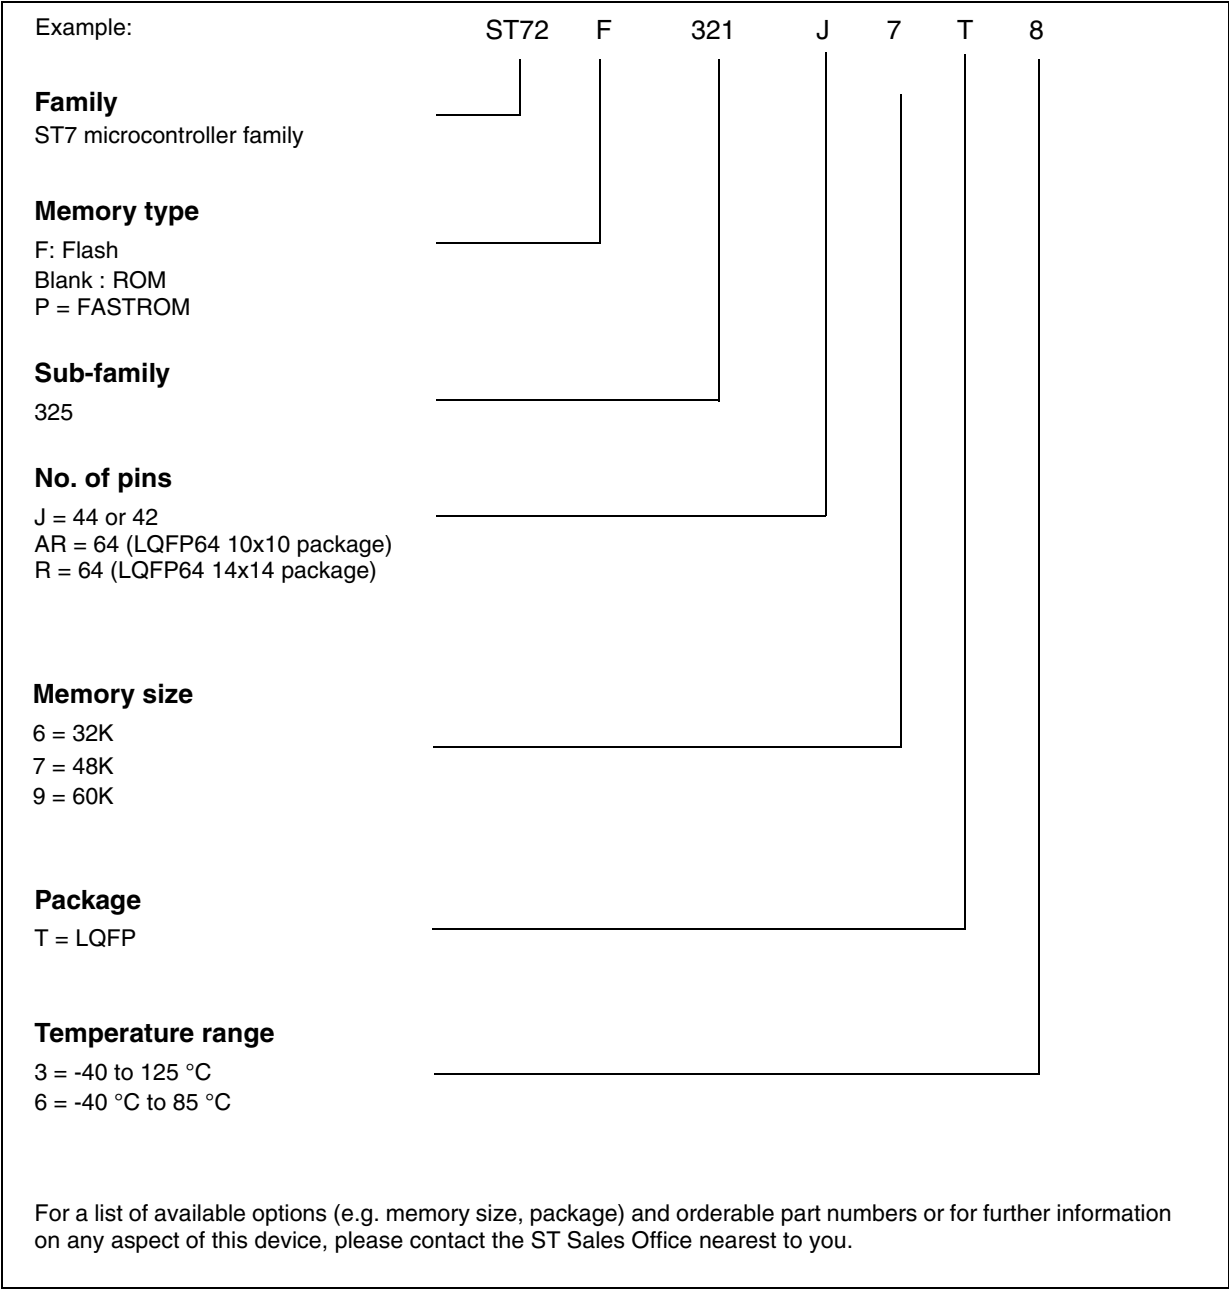 Example: ST72 F 321 J 7 T 8
Family
ST7 microcontroller family
Memory type
F: Flash
Blank : ROM
P = FASTROM
Sub-family
325
No. of pins
J = 44 or 42
AR = 64 (LQFP64 10x10 package)
R = 64 (LQFP64 14x14 package)
Memory size
6 = 32K
7 = 48K
9 = 60K
Package
T = LQFP
Temperature range
3 = -40 to 125 °C
6 = -40 °C to 85 °C
For a list of available options (e.g. memory size, package) and orderable part numbers or for further information
on any aspect of this device, please contact the ST Sales Office nearest to you.